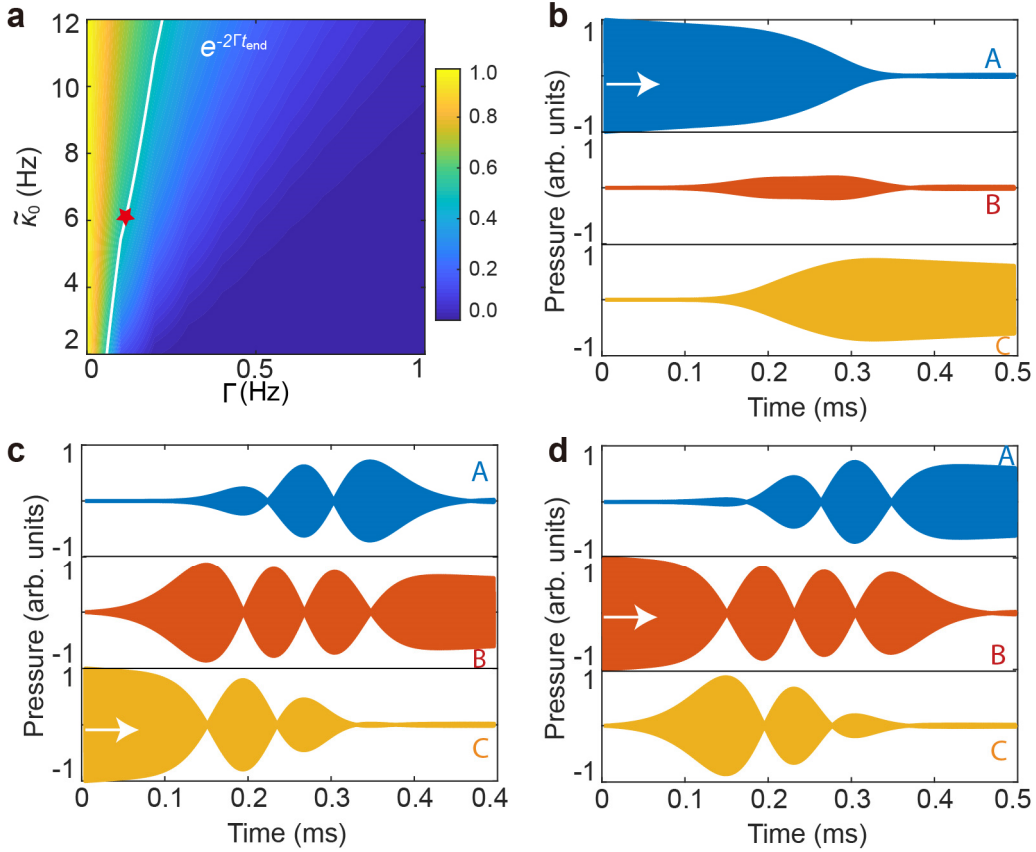 a
e^{-2Γt_end}
12
10
8
6
4
2
κ̃₀ (Hz)
0
0.5
1
Γ(Hz)
1.0
0.8
0.6
0.4
0.2
0.0
b
A
B
C
1
-1
1
-1
1
-1
Pressure (arb. units)
0
0.1
0.2
0.3
0.4
0.5
Time (ms)
c
A
B
C
1
-1
1
-1
1
-1
Pressure (arb. units)
0
0.1
0.2
0.3
0.4
Time (ms)
d
A
B
C
1
-1
1
-1
1
-1
Pressure (arb. units)
0
0.1
0.2
0.3
0.4
0.5
Time (ms)